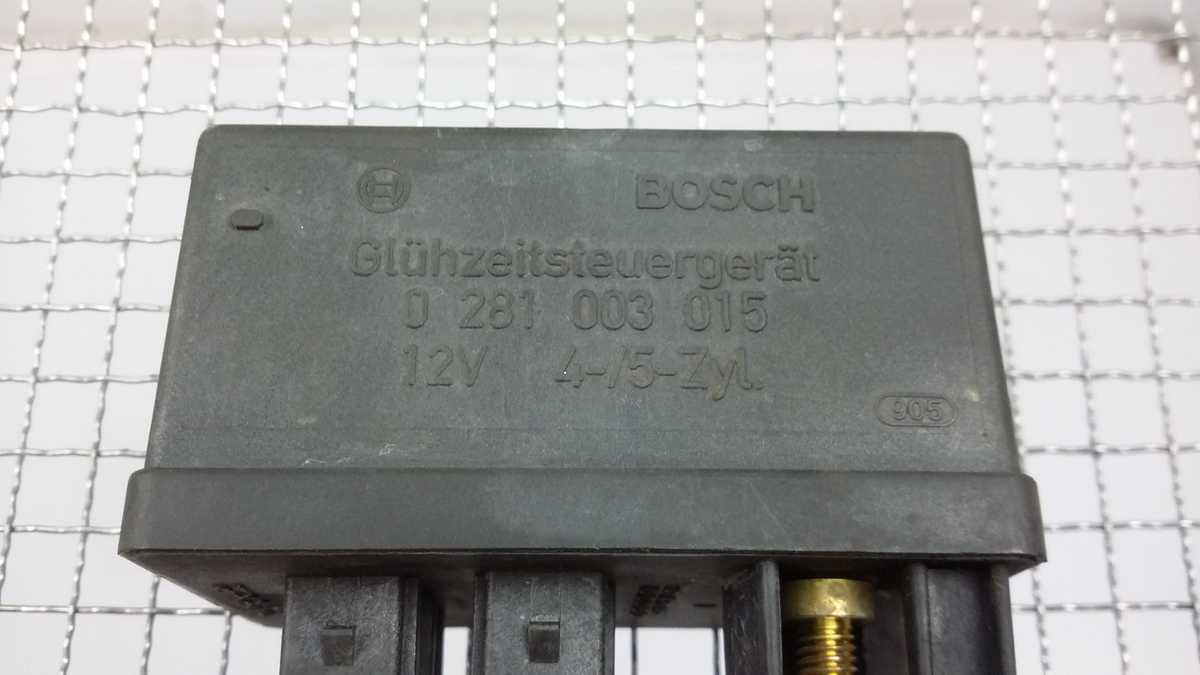 BOSCH
Glühzeitsteuergerät
0 281 003 015
12V 4-/5-Zyl.
905